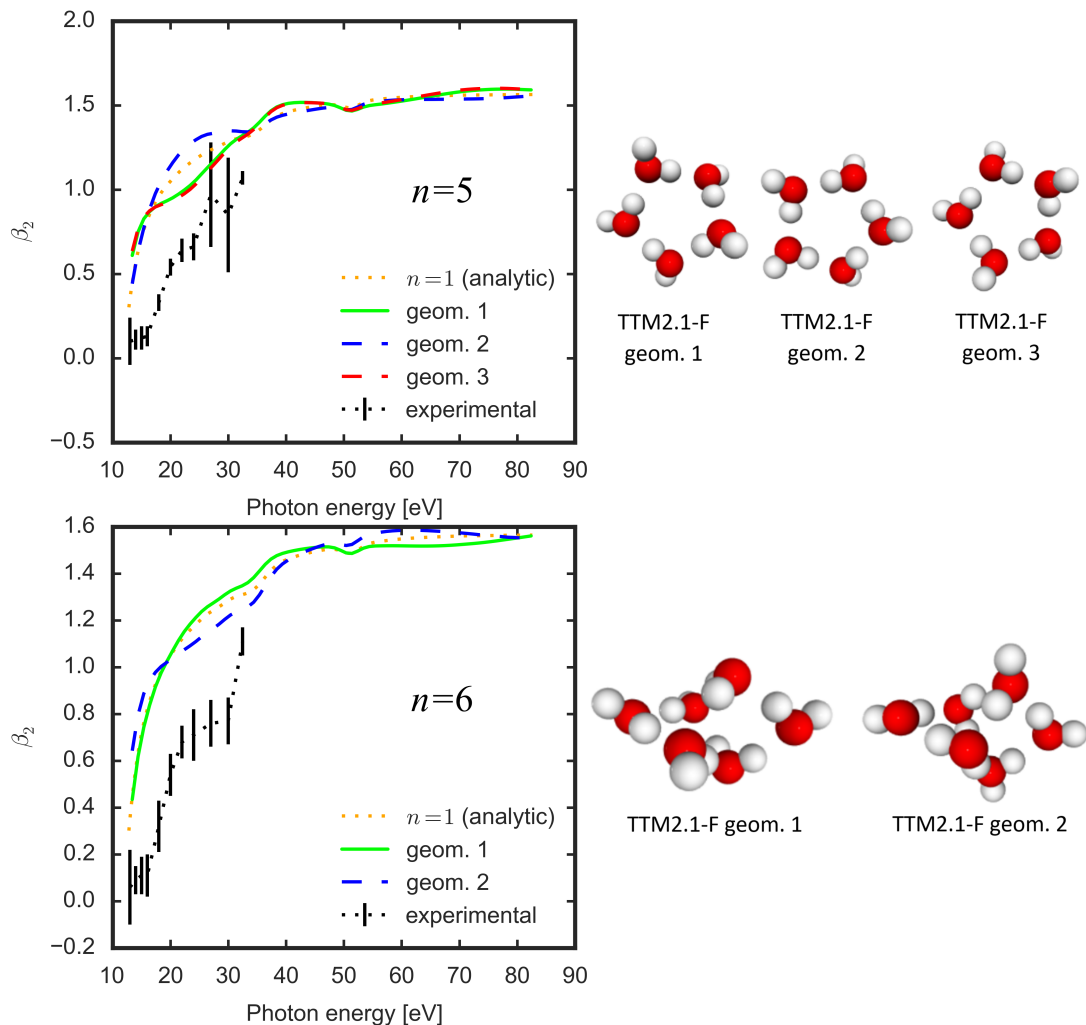 2.0
1.5
1.0
0.5
0.0
−0.5
β₂
n=5
n=1 (analytic)
geom. 1
geom. 2
geom. 3
experimental
10 20 30 40 50 60 70 80 90
Photon energy [eV]
TTM2.1-F
geom. 1
TTM2.1-F
geom. 2
TTM2.1-F
geom. 3
1.6
1.4
1.2
1.0
0.8
0.6
0.4
0.2
0.0
−0.2
β₂
n=6
n=1 (analytic)
geom. 1
geom. 2
experimental
10 20 30 40 50 60 70 80 90
Photon energy [eV]
TTM2.1-F geom. 1
TTM2.1-F geom. 2